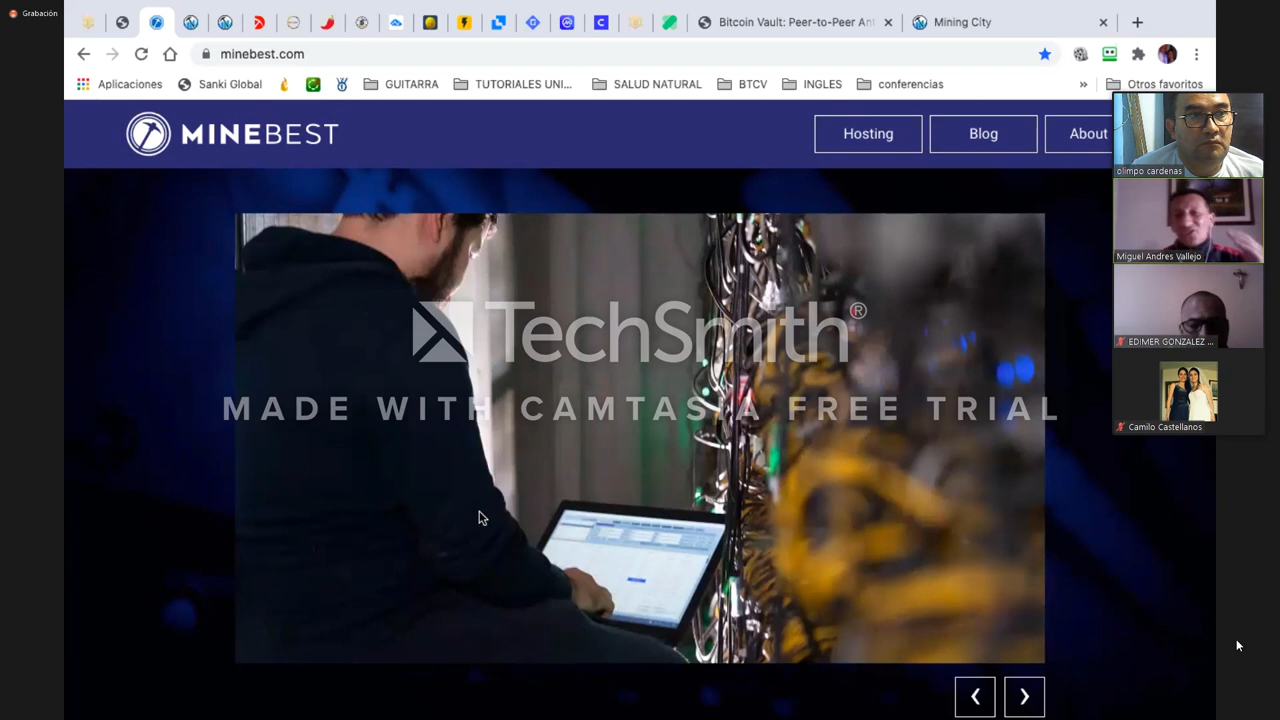 Grabación
Bitcoin Vault: Peer-to-Peer Ant
Mining City
minebest.com
Aplicaciones
Sanki Global
GUITARRA
TUTORIALES UNI...
SALUD NATURAL
BTCV
INGLES
conferencias
»
Otros favoritos
MINEBEST
Hosting
Blog
About
olimpo cardenas
Miguel Andres Vallejo
EDIMER GONZALEZ ...
Camilo Castellanos
TechSmith®
MADE WITH CAMTASIA FREE TRIAL